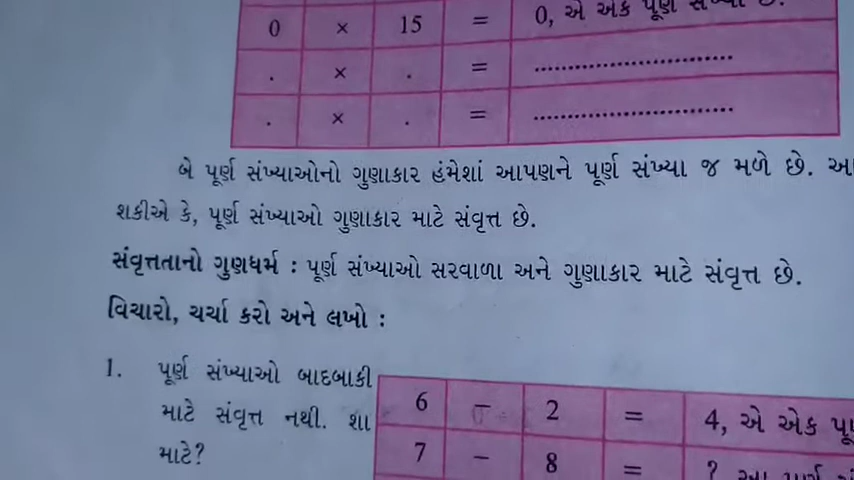 0 × 15 = 0, એ એક પૂર્ણ સંખ્યા છે.
. × . = ..............................
. × . = ..............................
બે પૂર્ણ સંખ્યાઓનો ગુણાકાર હંમેશાં આપણને પૂર્ણ સંખ્યા જ મળે છે. આ
શકીએ કે, પૂર્ણ સંખ્યાઓ ગુણાકાર માટે સંવૃત્ત છે.
સંવૃત્તતાનો ગુણધર્મ : પૂર્ણ સંખ્યાઓ સરવાળા અને ગુણાકાર માટે સંવૃત્ત છે.
વિચારો, ચર્ચા કરો અને લખો :
1. પૂર્ણ સંખ્યાઓ બાદબાકી
માટે સંવૃત્ત નથી. શા
માટે?
6 – 2 = 4, એ એક પૂ
7 – 8 = ?